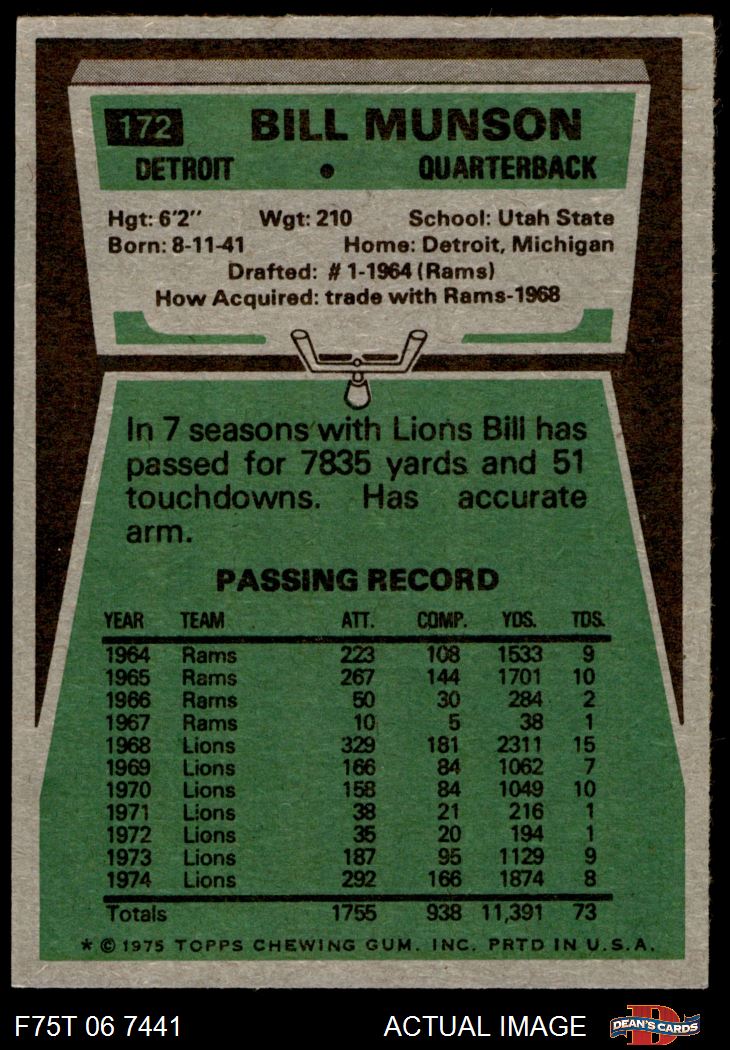 172 BILL MUNSON
DETROIT • QUARTERBACK
Hgt: 6'2" Wgt: 210 School: Utah State
Born: 8-11-41 Home: Detroit, Michigan
Drafted: #1-1964 (Rams)
How Acquired: trade with Rams-1968
In 7 seasons with Lions Bill has
passed for 7835 yards and 51
touchdowns. Has accurate
arm.
PASSING RECORD
YEAR TEAM ATT. COMP. YDS. TDS.
1964 Rams 223 108 1533 9
1965 Rams 267 144 1701 10
1966 Rams 50 30 284 2
1967 Rams 10 5 38 1
1968 Lions 329 181 2311 15
1969 Lions 166 84 1062 7
1970 Lions 158 84 1049 10
1971 Lions 38 21 216 1
1972 Lions 35 20 194 1
1973 Lions 187 95 1129 9
1974 Lions 292 166 1874 8
Totals 1755 938 11,391 73
* © 1975 TOPPS CHEWING GUM. INC. PRTD IN U.S.A.
F75T 06 7441 ACTUAL IMAGE DEAN'S CARDS